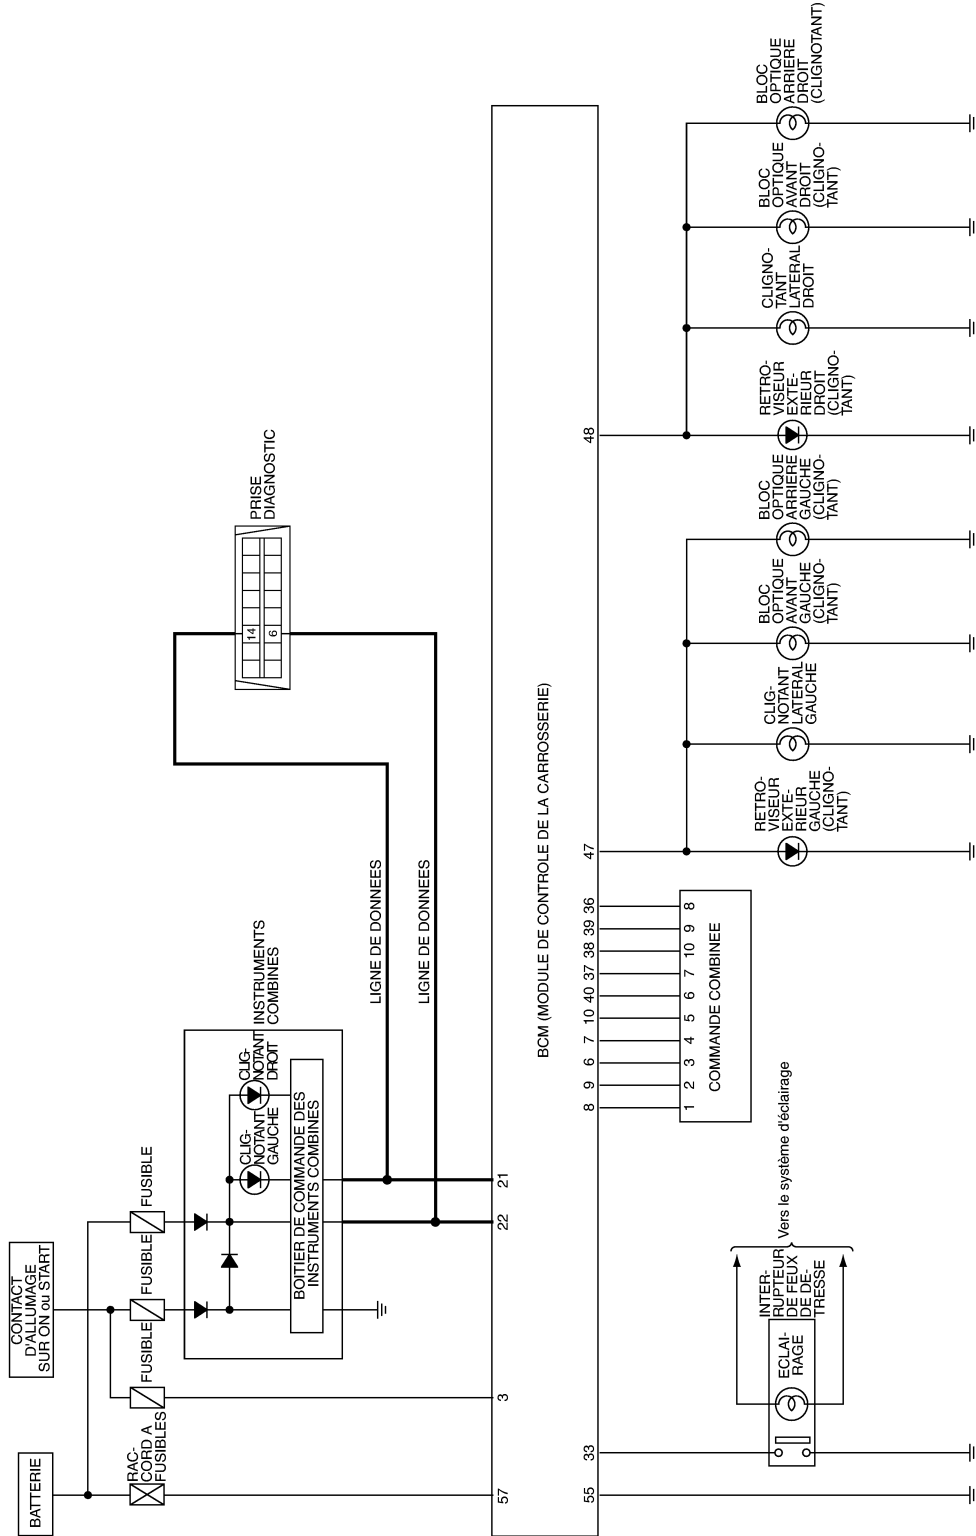 BATTERIE
CONTACT
D'ALLUMAGE
SUR ON ou START
RAC-
CORD A
FUSIBLES
FUSIBLE
FUSIBLE
FUSIBLE
CLIG-
NOTANT
GAUCHE
CLIG-
NOTANT
DROIT
INSTRUMENTS
COMBINES
BOITIER DE COMMANDE DES
INSTRUMENTS COMBINES
LIGNE DE DONNEES
LIGNE DE DONNEES
PRISE
DIAGNOSTIC
14
6
57
3
22
21
BCM (MODULE DE CONTROLE DE LA CARROSSERIE)
55
33
8
9
6
7
10
40
37
38
39
36
47
48
INTER-
RUPTEUR
DE FEUX
DE DE-
TRESSE
ECLAI-
RAGE
Vers le système d'éclairage
1
2
3
4
5
6
7
10
9
8
COMMANDE COMBINEE
RETRO-
VISEUR
EXTE-
RIEUR
GAUCHE
(CLIGNO-
TANT)
CLIG-
NOTANT
LATERAL
GAUCHE
BLOC
OPTIQUE
AVANT
GAUCHE
(CLIGNO-
TANT)
BLOC
OPTIQUE
ARRIERE
GAUCHE
(CLIGNO-
TANT)
RETRO-
VISEUR
EXTE-
RIEUR
DROIT
(CLIGNO-
TANT)
CLIGNO-
TANT
LATERAL
DROIT
BLOC
OPTIQUE
AVANT
DROIT
(CLIGNO-
TANT)
BLOC
OPTIQUE
ARRIERE
DROIT
(CLIGNOTANT)